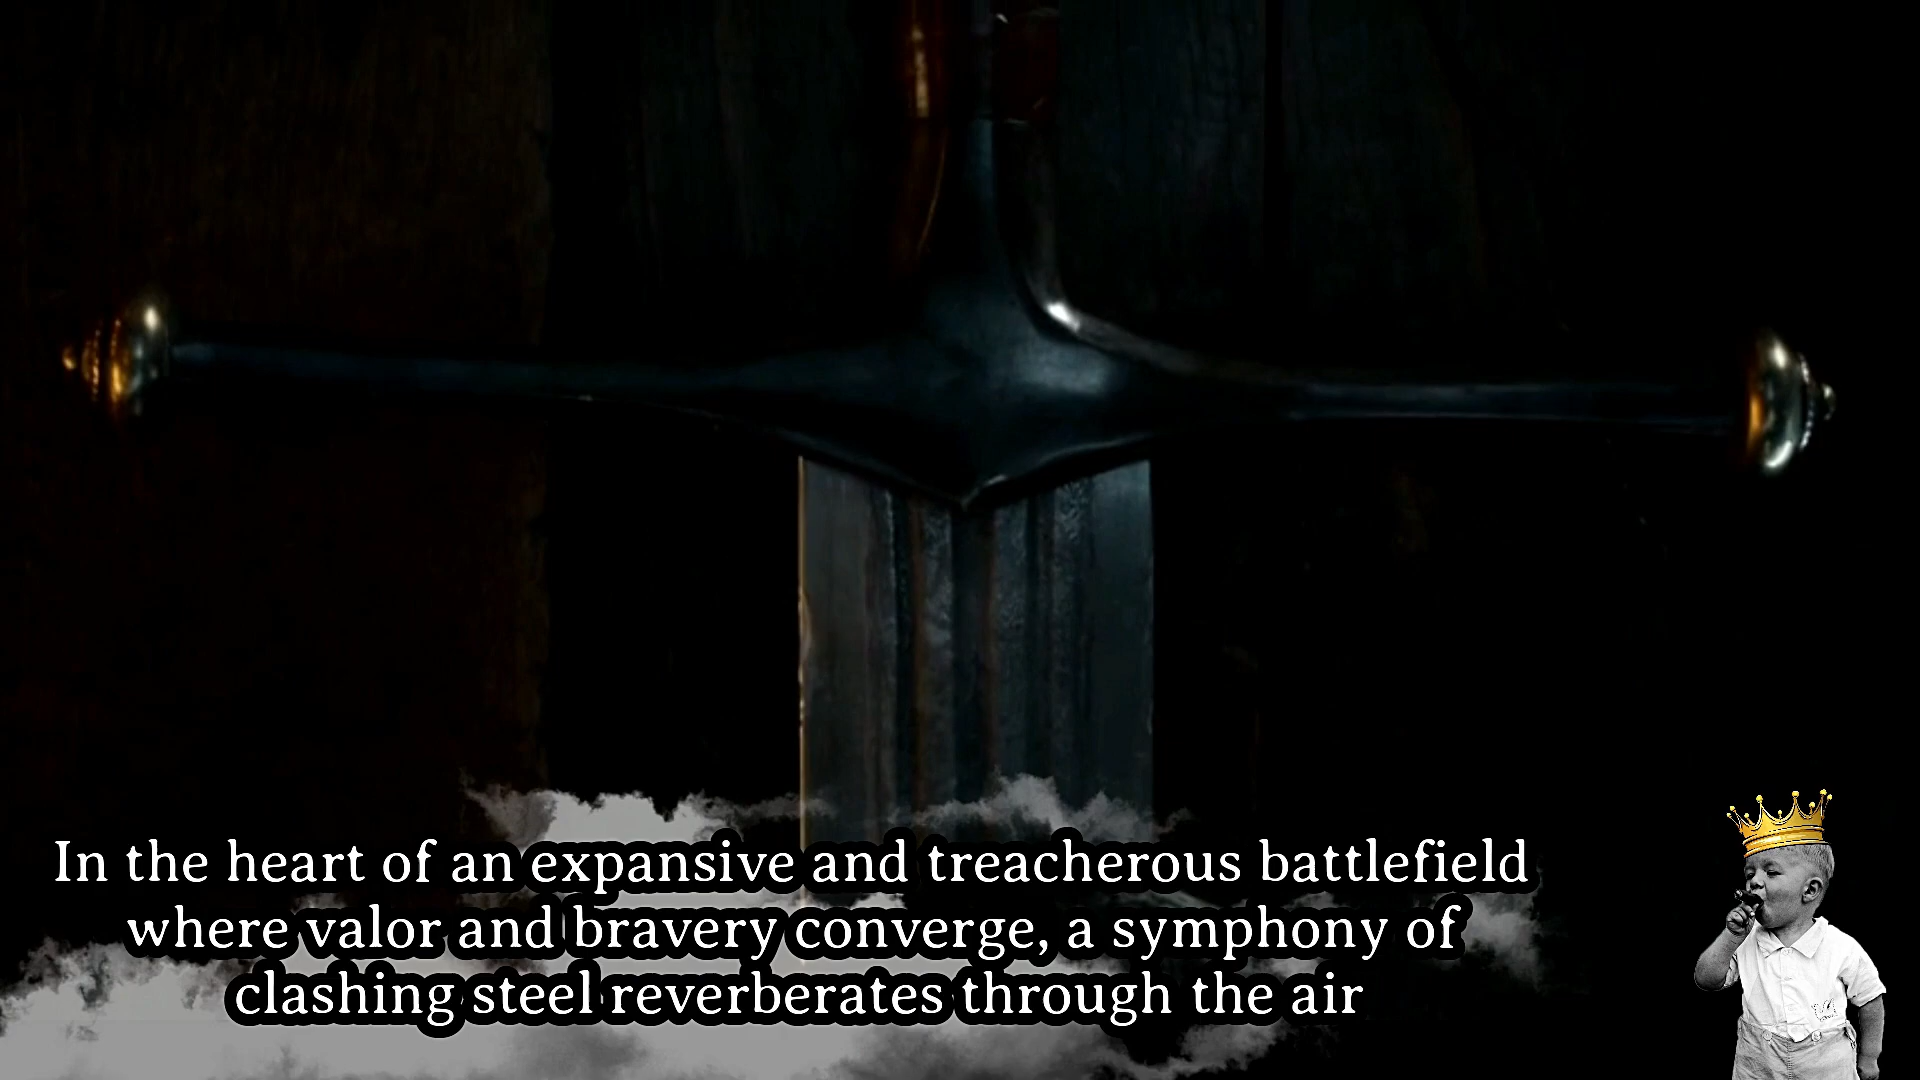 In the heart of an expansive and treacherous battlefield
where valor and bravery converge, a symphony of
clashing steel reverberates through the air